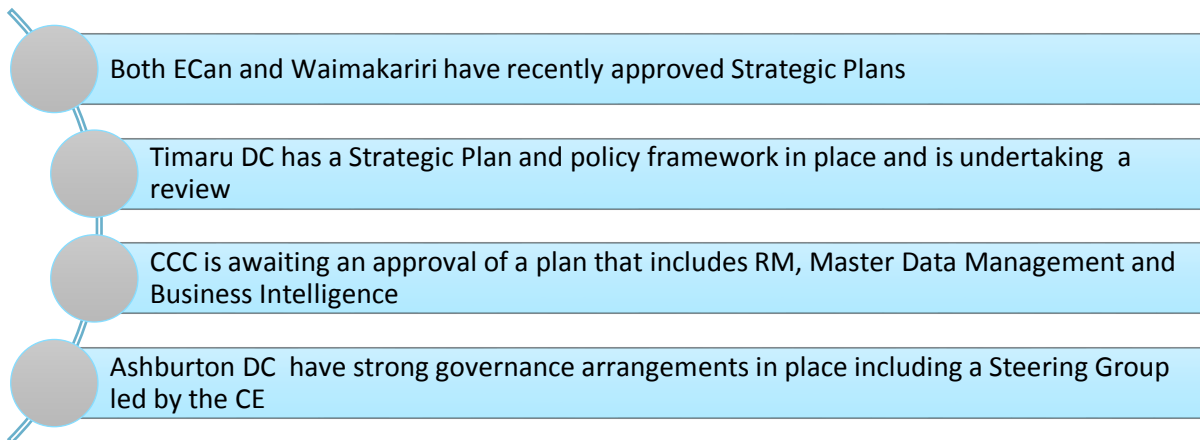 Both ECan and Waimakariri have recently approved Strategic Plans
Timaru DC has a Strategic Plan and policy framework in place and is undertaking  a
review
CCC is awaiting an approval of a plan that includes RM, Master Data Management and
Business Intelligence
Ashburton DC  have strong governance arrangements in place including a Steering Group
led by the CE